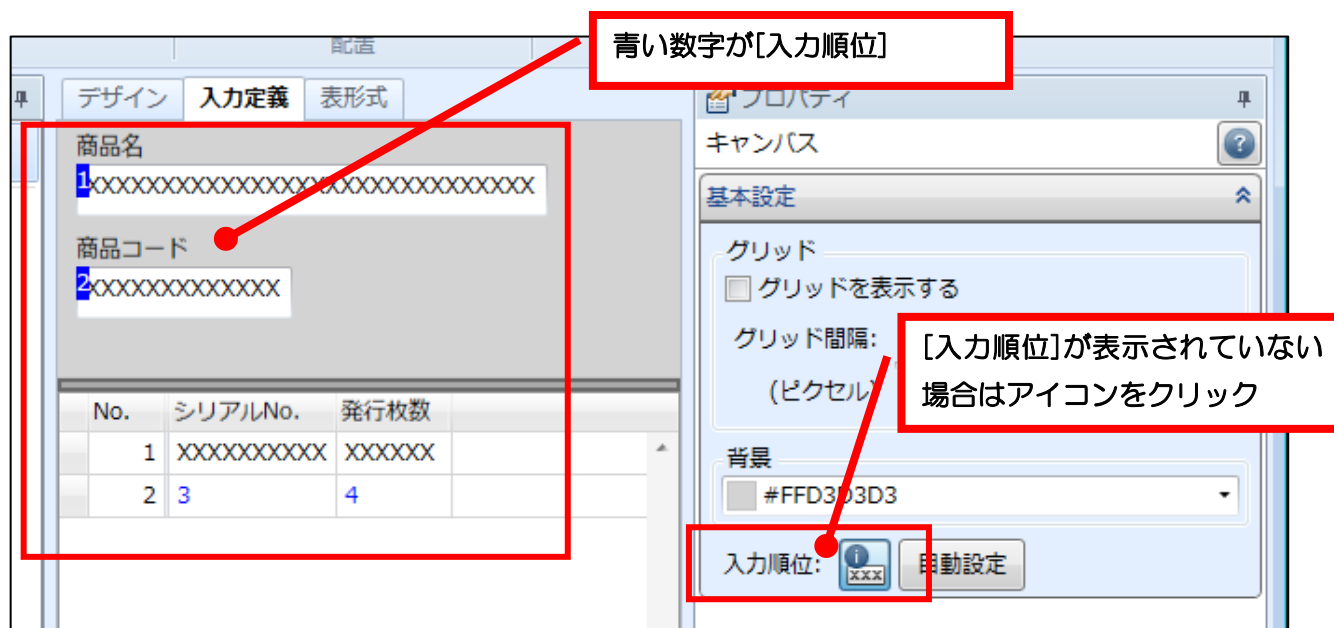 配置
青い数字が[入力順位]
デザイン 入力定義 表形式
商品名
1XXXXXXXXXXXXXXXXXXXXXXXXXXXXX
商品コード
2XXXXXXXXXXXXX
No. シリアルNo. 発行枚数
1 XXXXXXXXXX XXXXXX
2 3 4
プロパティ
キャンバス
基本設定
グリッド
グリッドを表示する
グリッド間隔:
(ピクセル)
[入力順位]が表示されていない
場合はアイコンをクリック
背景
#FFD3D3D3
入力順位: xxx 自動設定